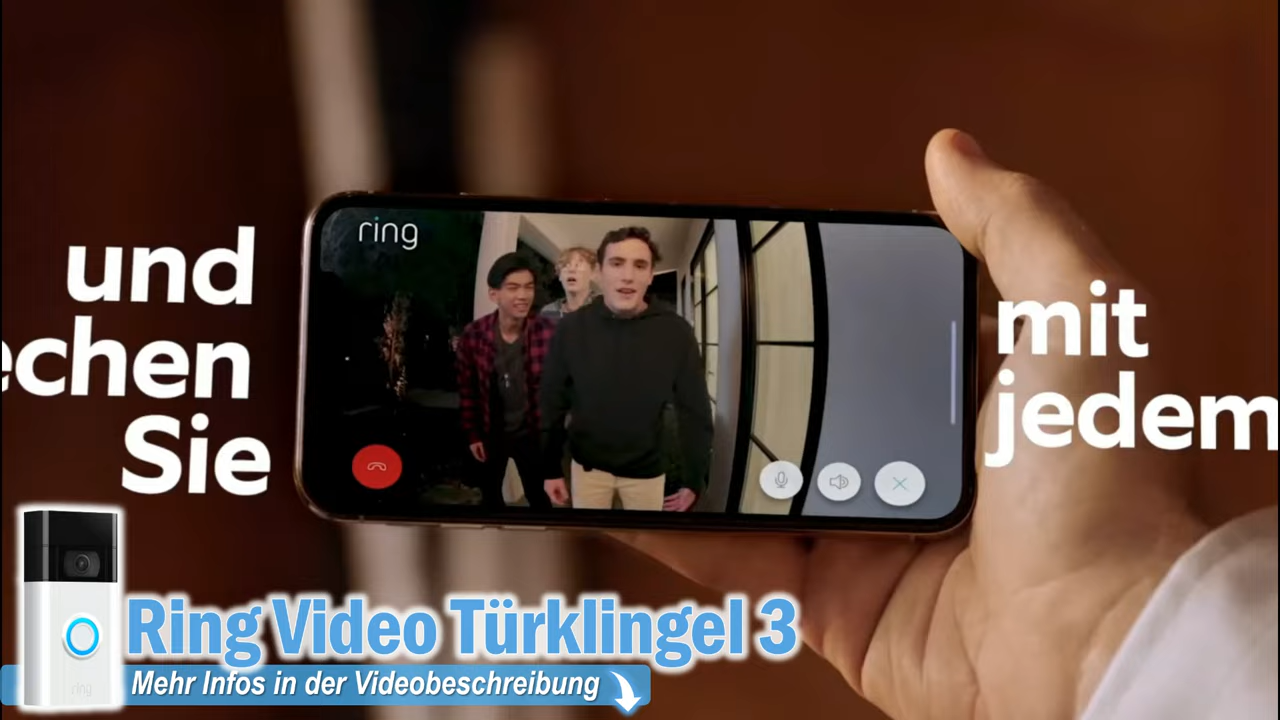 ring
und
echen
Sie
mit
jedem
Ring Video Türklingel 3
Mehr Infos in der Videobeschreibung
ring